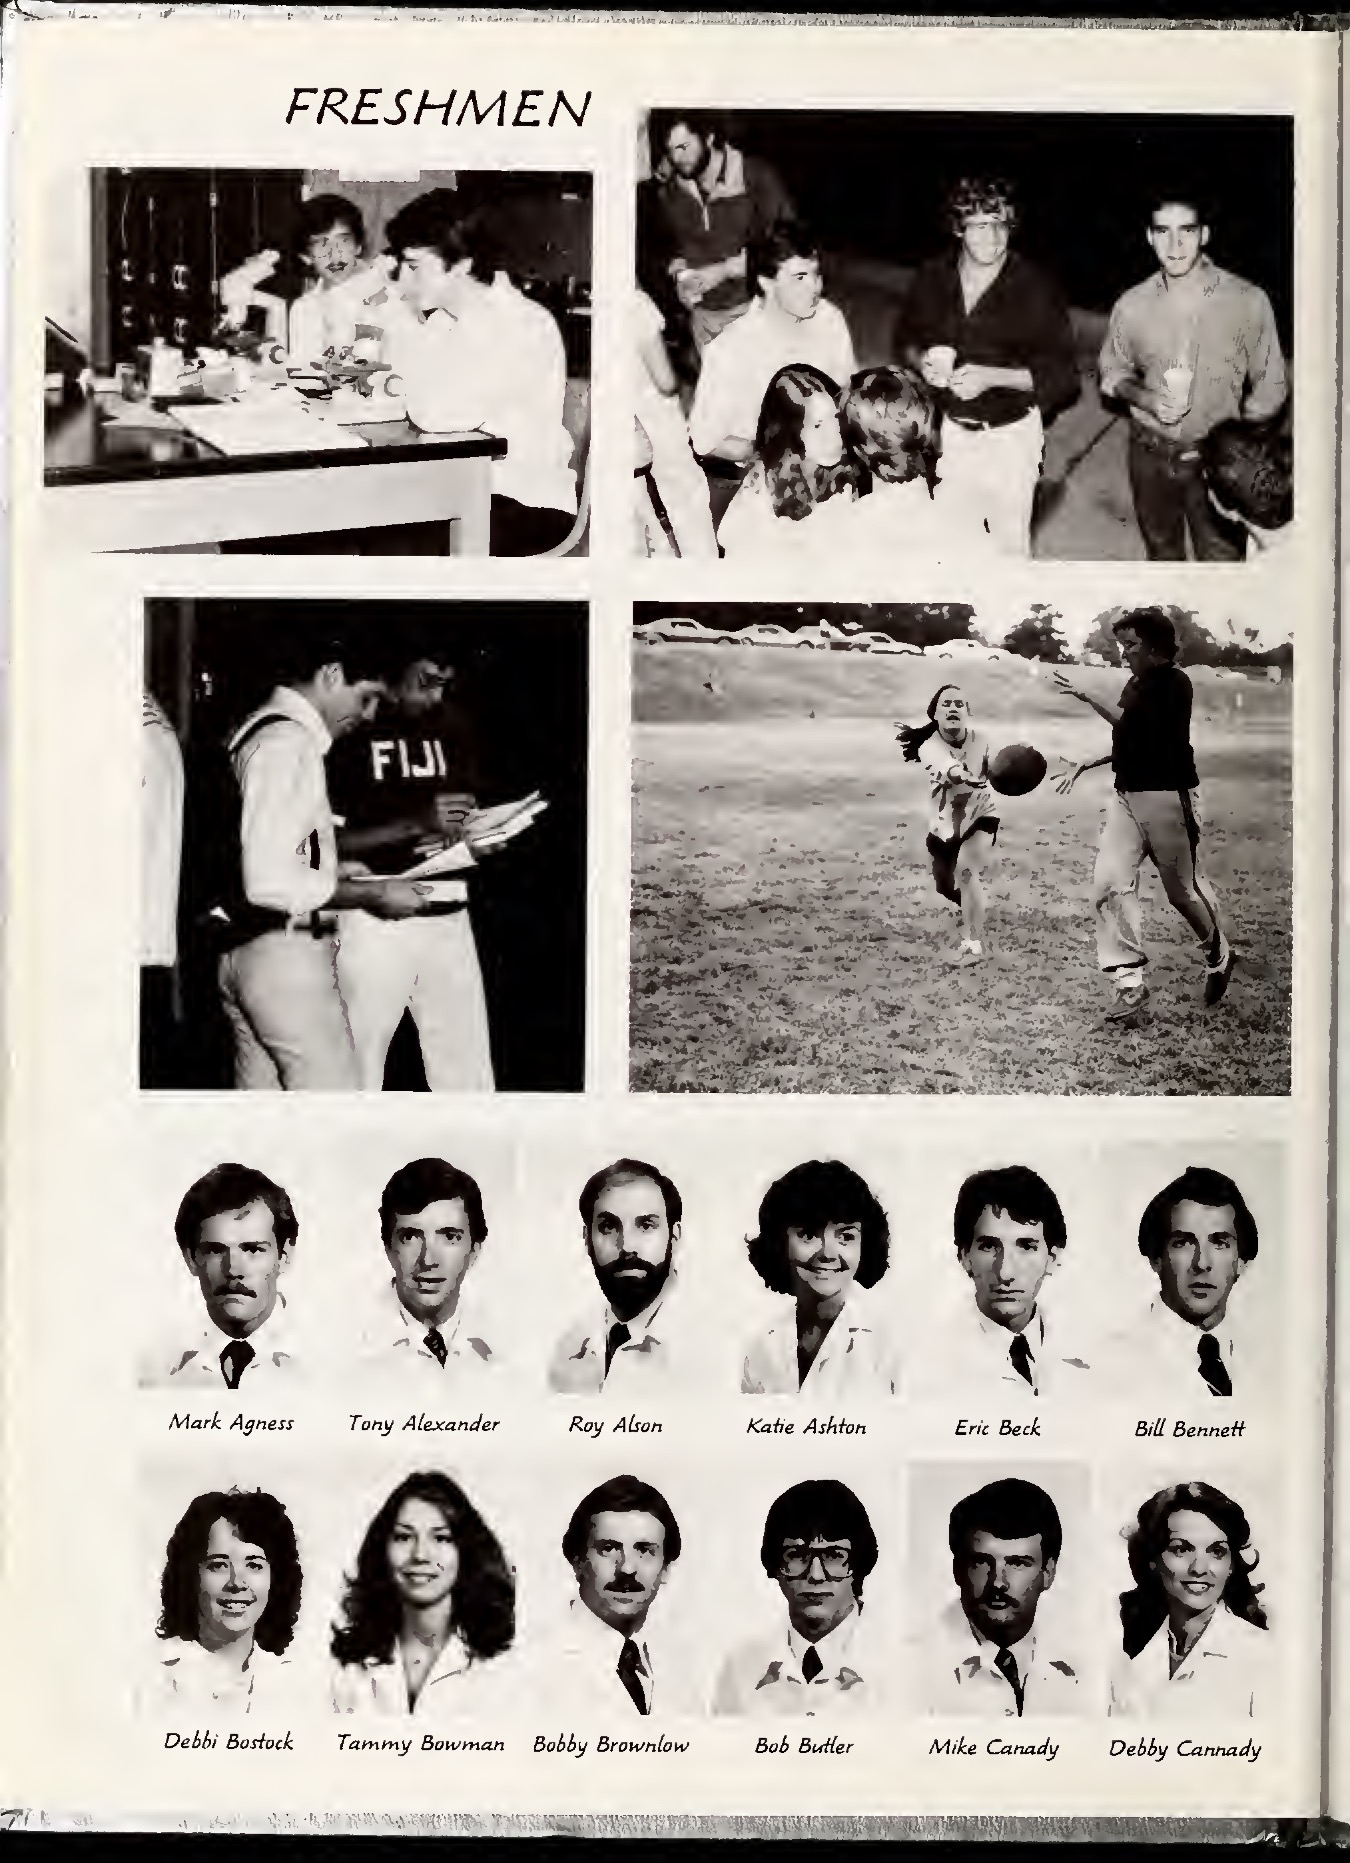 FRESHMEN
FIJI
Mark Agness
Tony Alexander
Roy Alson
Katie Ashton
Eric Beck
Bill Bennett
Debbi Bostock
Tammy Bowman
Bobby Brownlow
Bob Butler
Mike Canady
Debby Cannady